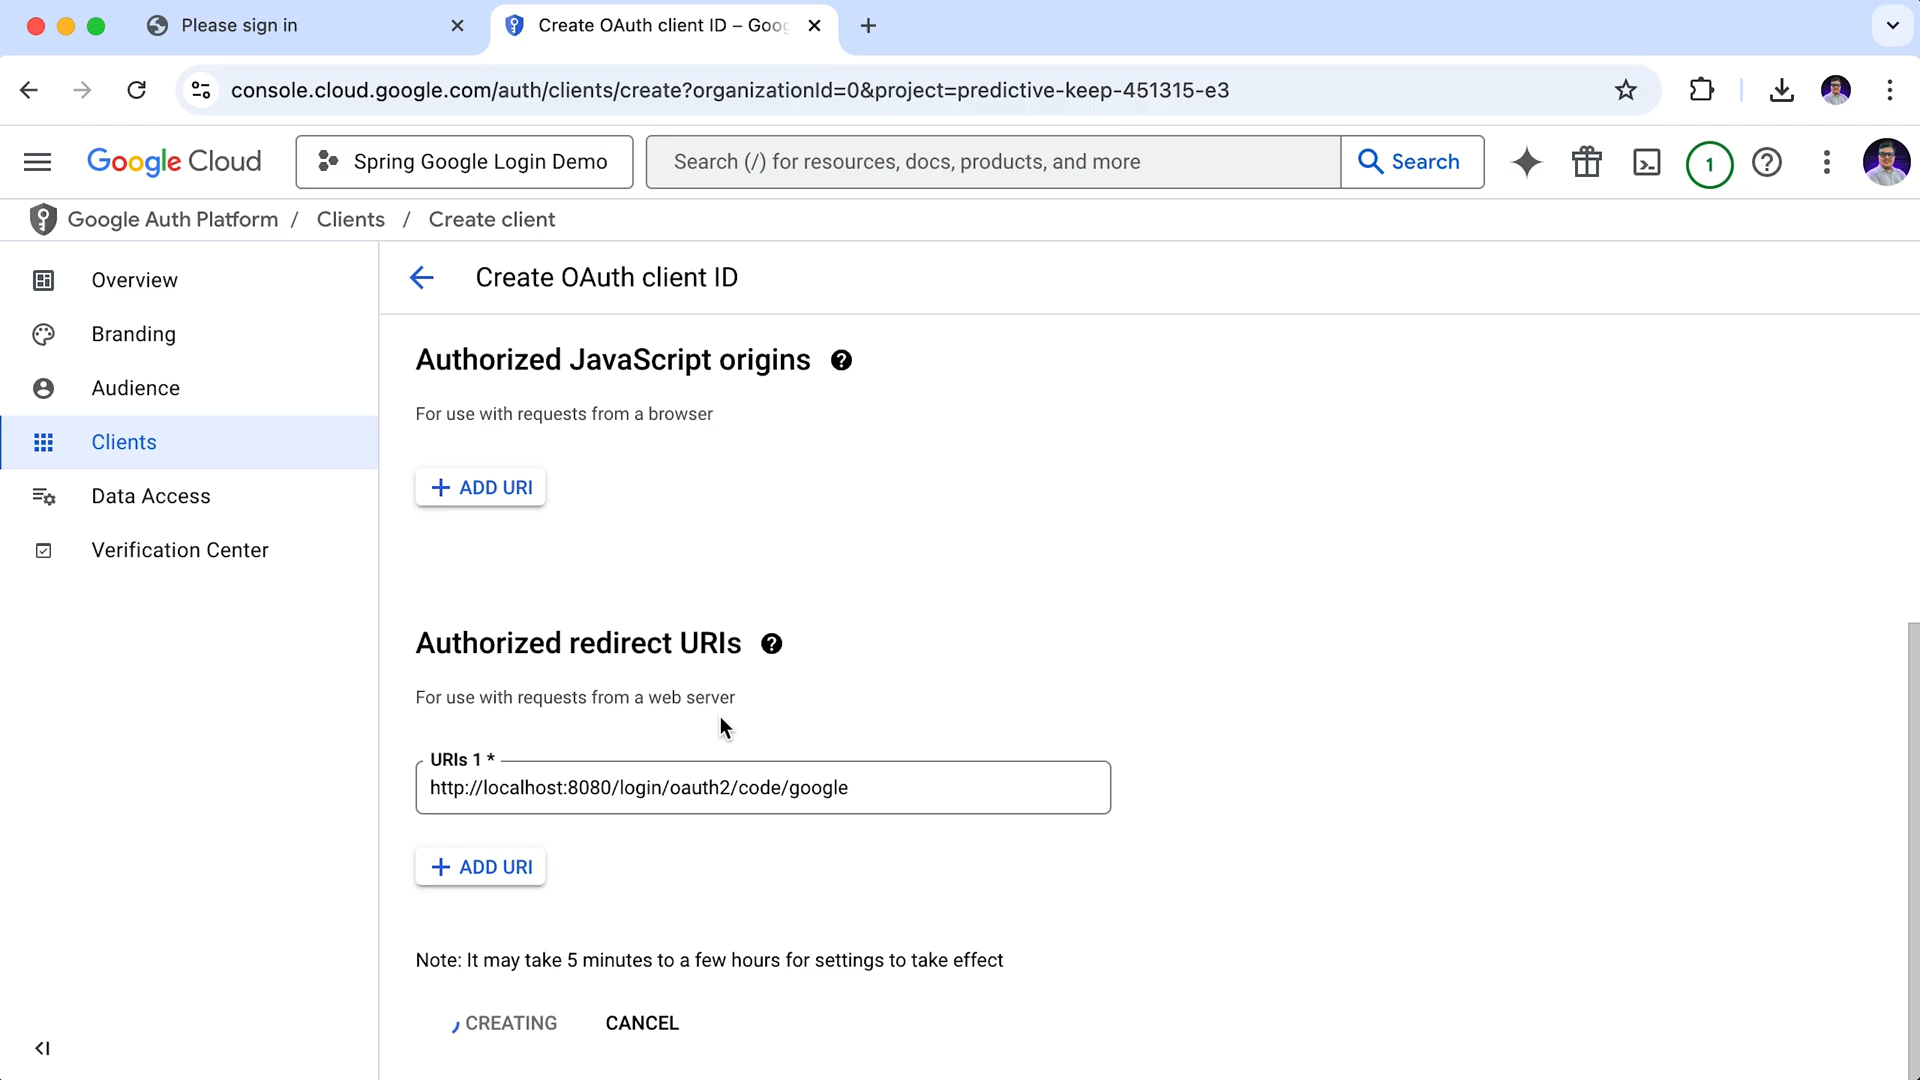 Please sign in
Create OAuth client ID – Goog
console.cloud.google.com/auth/clients/create?organizationId=0&project=predictive-keep-451315-e3
Google Cloud
Spring Google Login Demo
Search (/) for resources, docs, products, and more
Search
1
Google Auth Platform / Clients / Create client
Overview
Branding
Audience
Clients
Data Access
Verification Center
Create OAuth client ID
Authorized JavaScript origins
For use with requests from a browser
+ ADD URI
Authorized redirect URIs
For use with requests from a web server
URIs 1 *
http://localhost:8080/login/oauth2/code/google
+ ADD URI
Note: It may take 5 minutes to a few hours for settings to take effect
CREATING
CANCEL